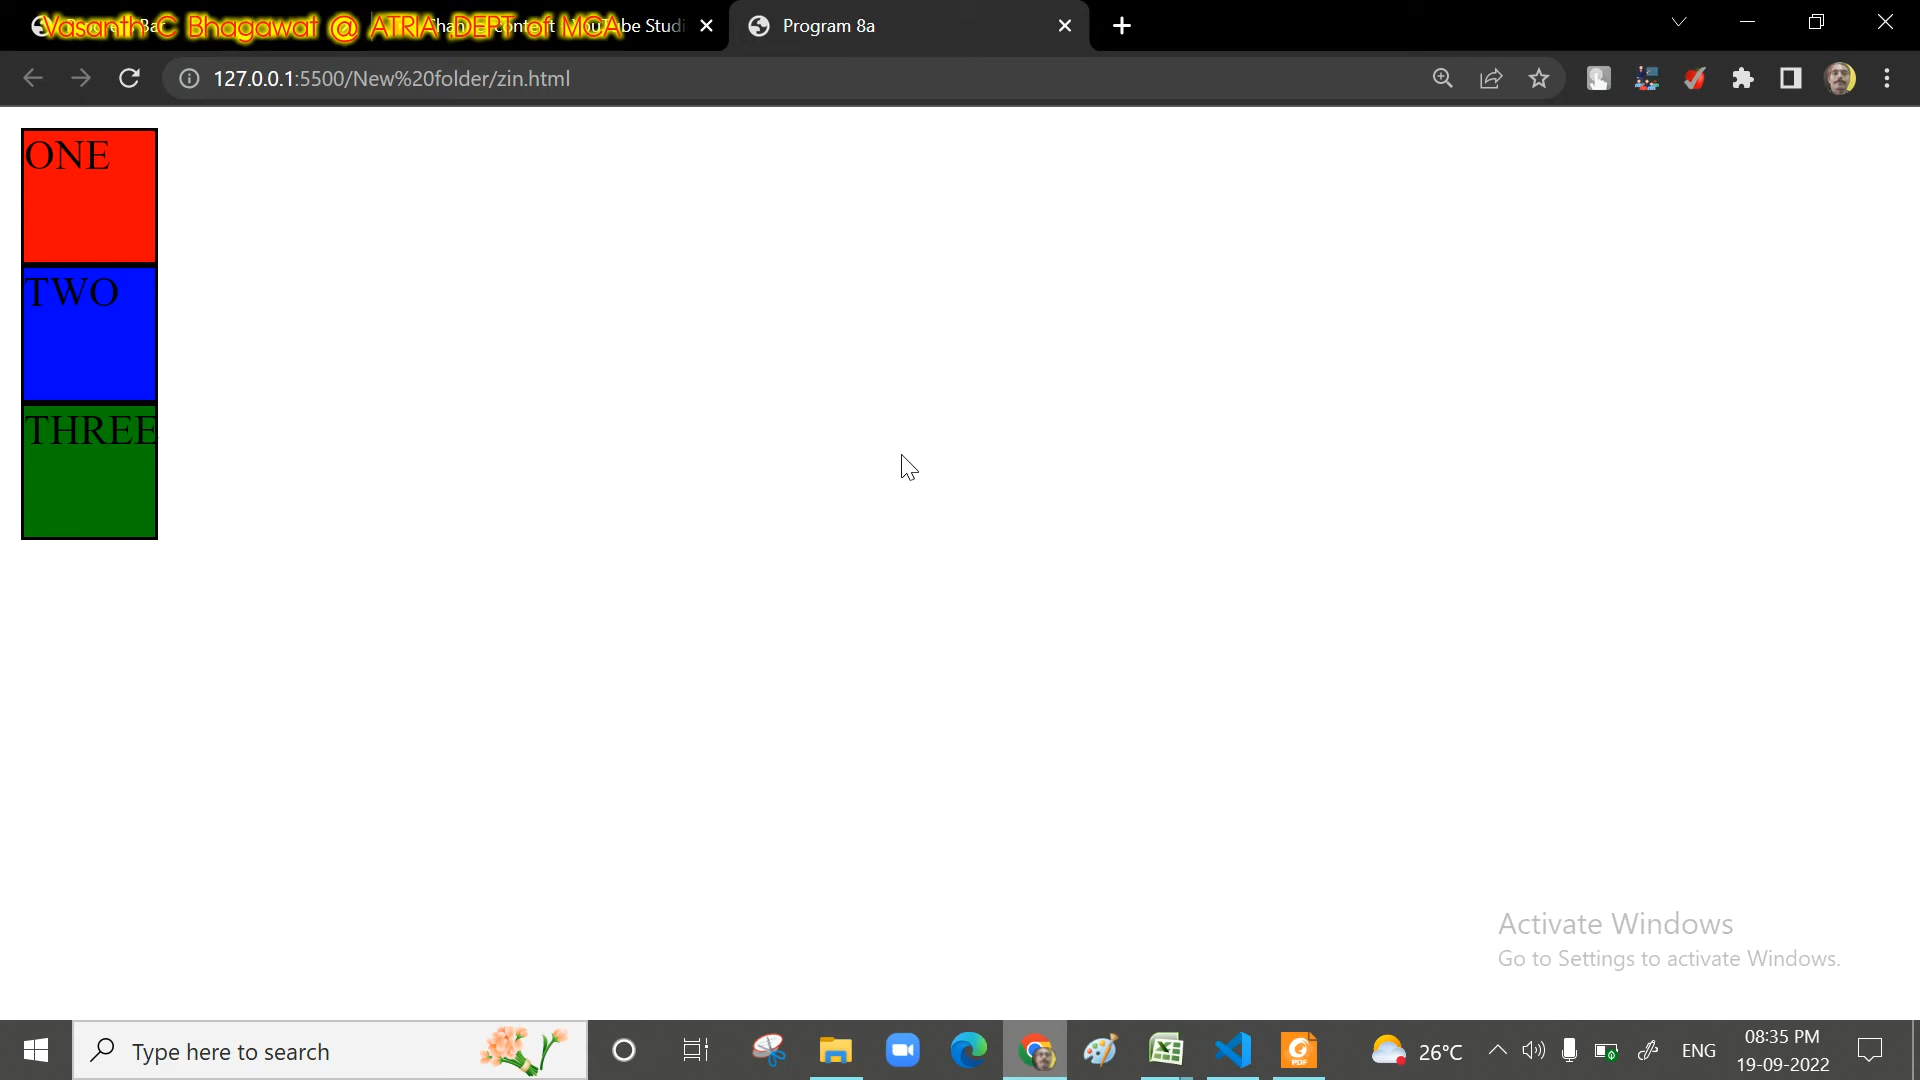 Vasanth C Bhagawat @ ATRIA .DEPT of MCA
Program 8a
127.0.0.1:5500/New%20folder/zin.html
ONE
TWO
THREE
Activate Windows
Go to Settings to activate Windows.
Type here to search
26°C
ENG
08:35 PM
19-09-2022